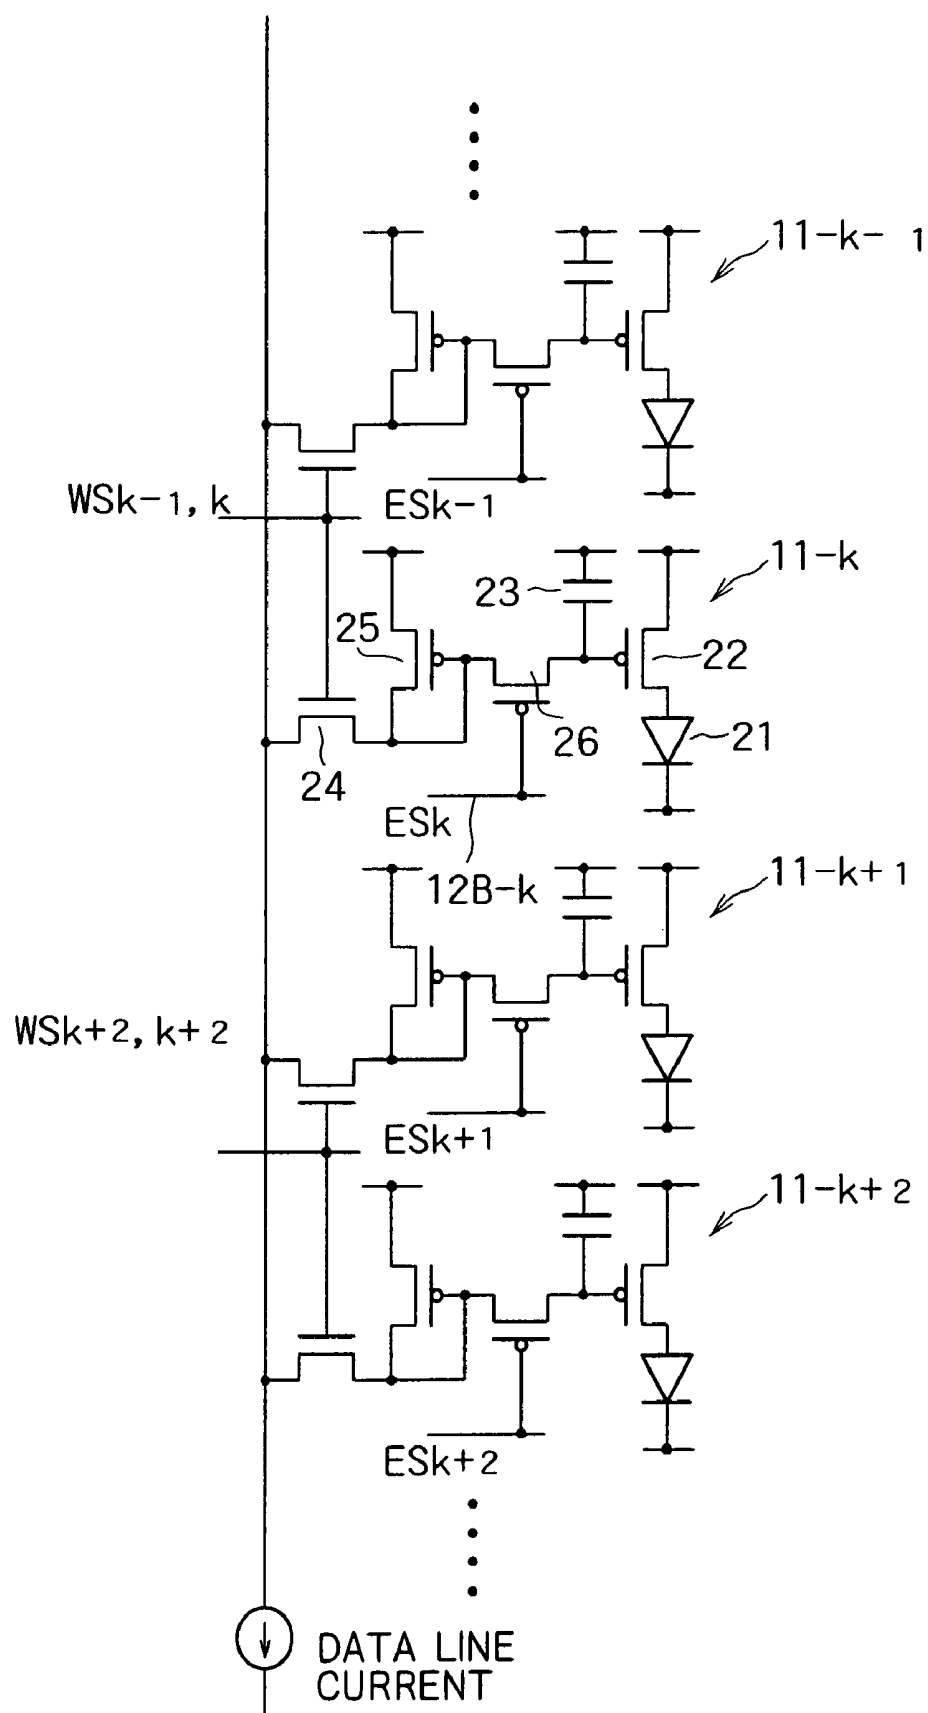 11-k-1
WSk-1, k
ESk-1
11-k
23
25
22
26
21
24
ESk
12B-k
11-k+1
WSk+2, k+2
ESk+1
11-k+2
ESk+2
DATA LINE
CURRENT